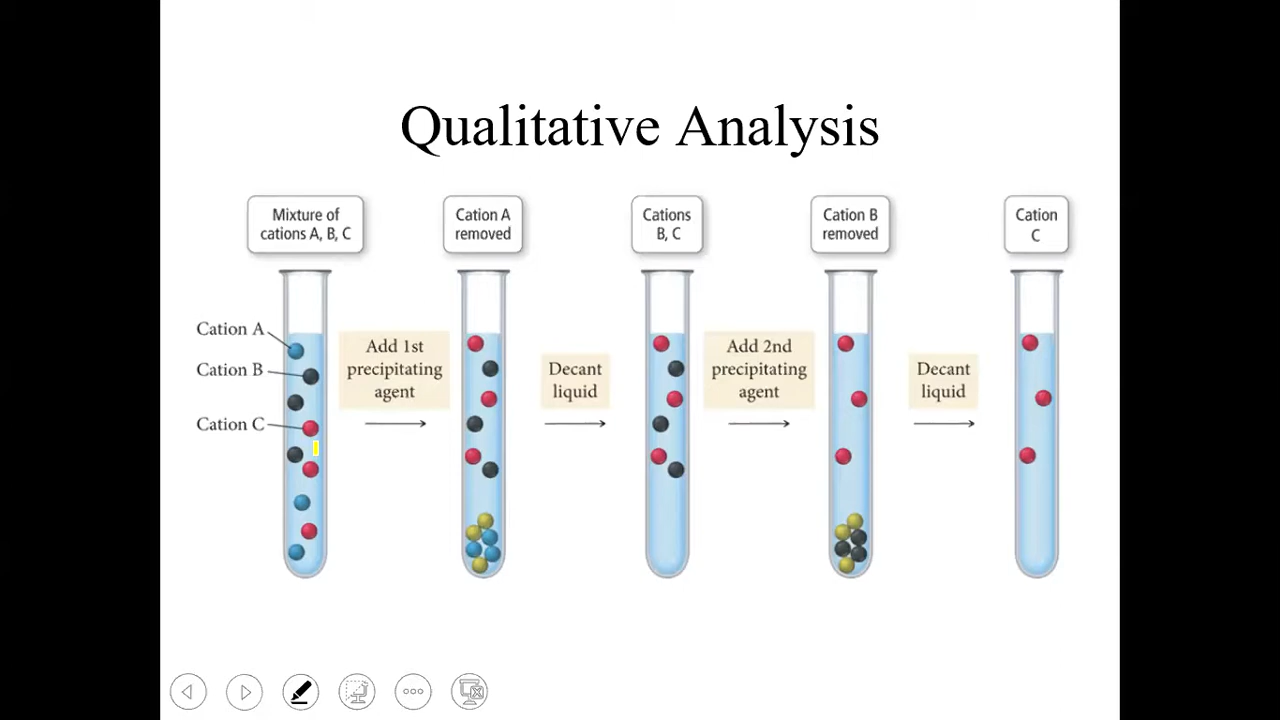 Qualitative Analysis
Mixture of
cations A, B, C
Cation A
removed
Cations
B, C
Cation B
removed
Cation
C
Cation A
Cation B
Cation C
Add 1st
precipitating
agent
Decant
liquid
Add 2nd
precipitating
agent
Decant
liquid